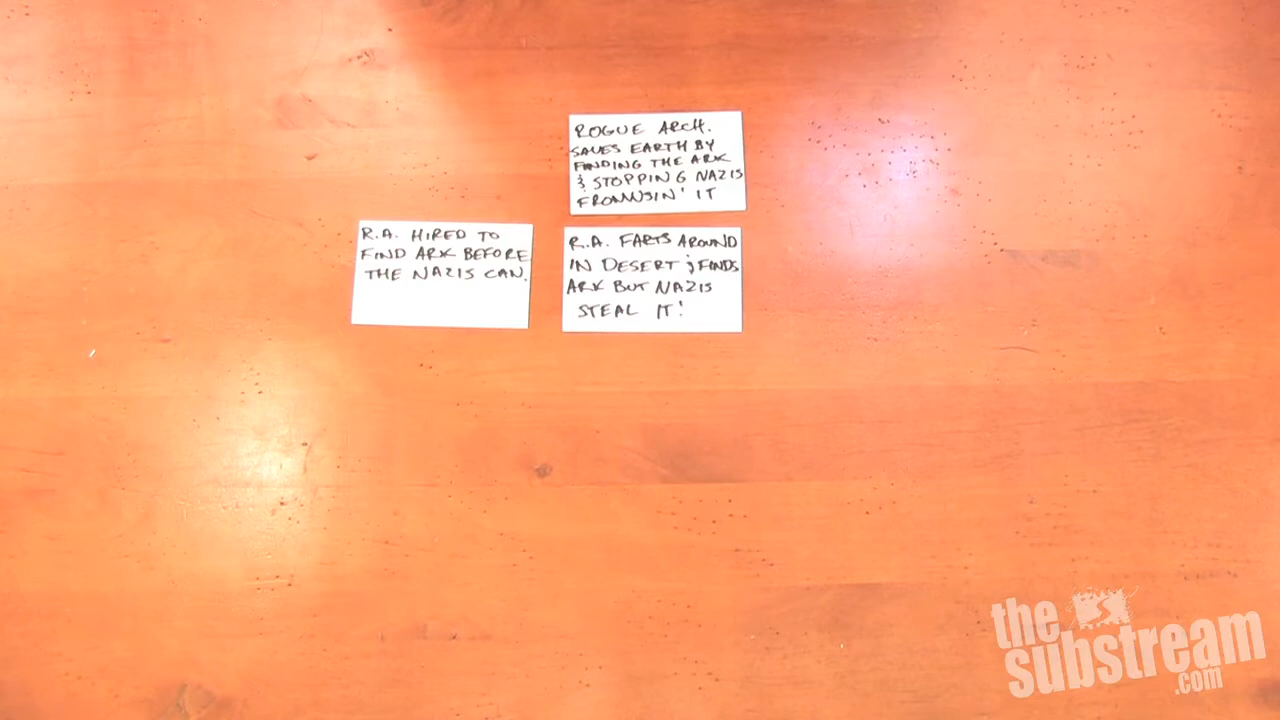 ROGUE ARCH.
SAVES EARTH BY
FINDING THE ARK
& STOPPING NAZIS
FROM USIN' IT
R.A. HIRED TO
FIND ARK BEFORE
THE NAZIS CAN.
R.A. FARTS AROUND
IN DESERT & FINDS
ARK BUT NAZIS
STEAL IT!
the
substream
.com